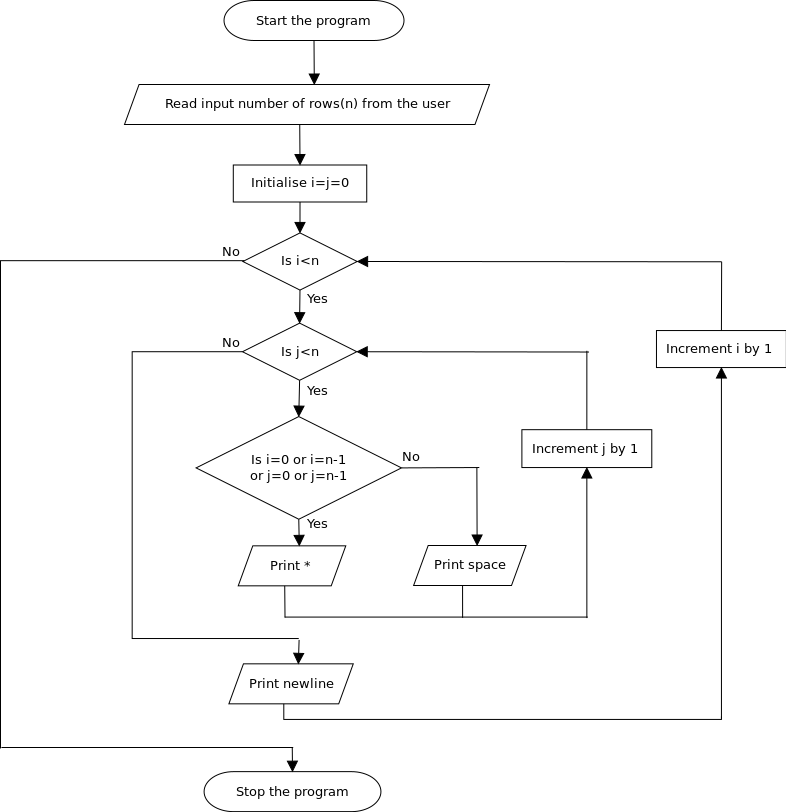 Start the program
Read input number of rows(n) from the user
Initialise i=j=0
No
Is i<n
Yes
Increment i by 1
No
Is j<n
Yes
Increment j by 1
Is i=0 or i=n-1
or j=0 or j=n-1
No
Yes
Print *
Print space
Print newline
Stop the program